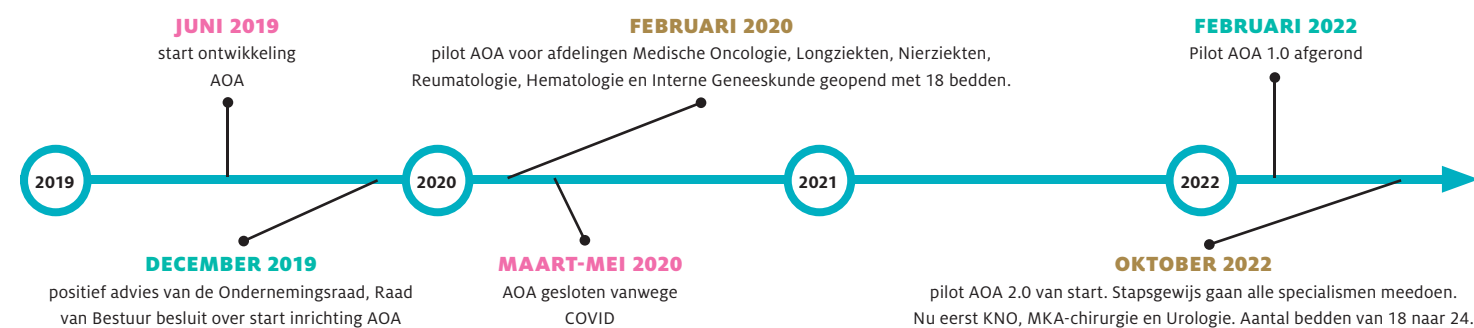 JUNI 2019
start ontwikkeling
AOA
FEBRUARI 2020
pilot AOA voor afdelingen Medische Oncologie, Longziekten, Nierziekten,
Reumatologie, Hematologie en Interne Geneeskunde geopend met 18 bedden.
FEBRUARI 2022
Pilot AOA 1.0 afgerond
2019
2020
2021
2022
DECEMBER 2019
positief advies van de Ondernemingsraad, Raad
van Bestuur besluit over start inrichting AOA
MAART-MEI 2020
AOA gesloten vanwege
COVID
OKTOBER 2022
pilot AOA 2.0 van start. Stapsgewijs gaan alle specialismen meedoen.
Nu eerst KNO, MKA-chirurgie en Urologie. Aantal bedden van 18 naar 24.